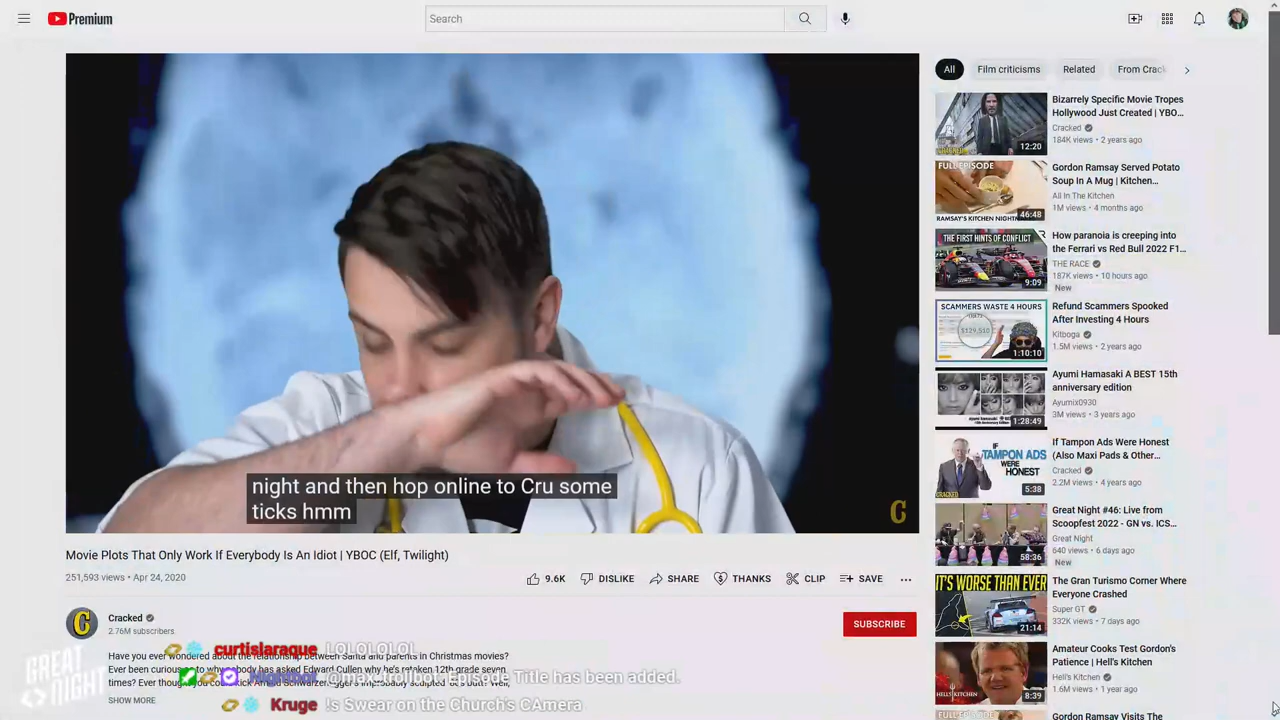 Premium
Search
night and then hop online to Cru some
ticks hmm
Movie Plots That Only Work If Everybody Is An Idiot | YBOC (Elf, Twilight)
251,593 views • Apr 24, 2020
9.6K
DISLIKE
SHARE
THANKS
CLIP
SAVE
Cracked
2.76M subscribers
SUBSCRIBE
Have you ever wondered about the relationship between Santa and parents in Christmas movies?
Ever been curious to why
has asked Edward Cullen why he's retaken 12th grade seven
times? Ever
SHOW MORE
GREAT
NIGHT
curtislaraque
LOLOLOL
Title has been added.
Kruge
Swear on the Church's Camera
All
Film criticisms
Related
From Crack
Bizarrely Specific Movie Tropes
Hollywood Just Created | YBO...
Cracked
184K views • 2 years ago
12:20
FULL EPISODE
RAMSAY'S KITCHEN NIGHTM
46:48
Gordon Ramsay Served Potato
Soup In A Mug | Kitchen...
All In The Kitchen
1M views • 4 months ago
THE FIRST HINTS OF CONFLICT
9:09
How paranoia is creeping into
the Ferrari vs Red Bull 2022 F1...
THE RACE
187K views • 10 hours ago
New
SCAMMERS WASTE 4 HOURS
$129,510
1:10:10
Refund Scammers Spooked
After Investing 4 Hours
Kitboga
1.5M views • 2 years ago
1:28:49
Ayumi Hamasaki A BEST 15th
anniversary edition
Ayumix0930
3M views • 3 years ago
IF
TAMPON ADS
WERE
HONEST
CRACKED
5:38
If Tampon Ads Were Honest
(Also Maxi Pads & Other...
Cracked
2.2M views • 4 years ago
58:36
Great Night #46: Live from
Scoopfest 2022 - GN vs. ICS...
Great Night
640 views • 6 days ago
New
IT'S WORSE THAN EVER
21:14
The Gran Turismo Corner Where
Everyone Crashed
Super GT
332K views • 7 days ago
HELL'S KITCHEN
8:39
Amateur Cooks Test Gordon's
Patience | Hell's Kitchen
Hell's Kitchen
1.6M views • 1 year ago
FULL EPISODE
Gordon Ramsay Visits The